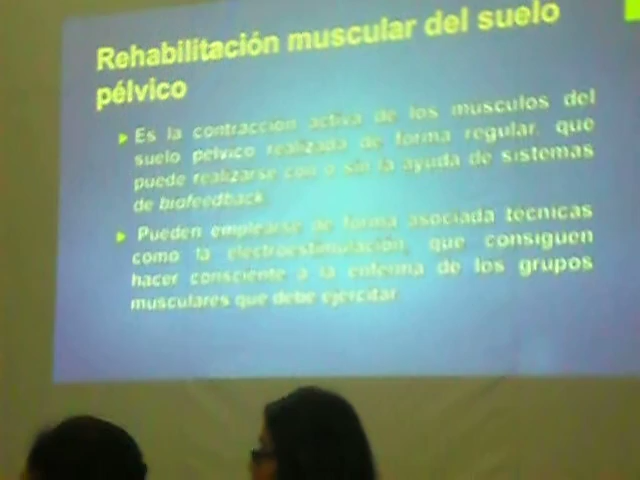 Rehabilitación muscular del suelo
pélvico
Es la contracción activa de los musculos del
suelo pélvico realizada de forma regular, que
puede realizarse con o sin la ayuda de sistemas
de biofeedback
Pueden emplearse de forma asociada técnicas
como la electroestimulación, que consiguen
hacer consciente a la enferma de los grupos
musculares que debe ejercitar